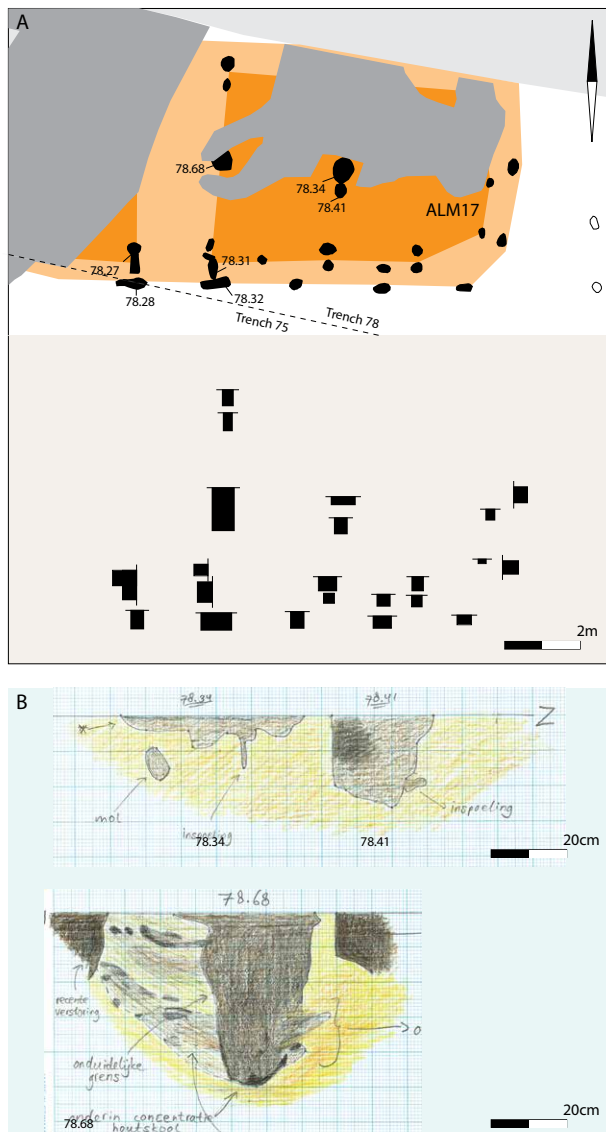 A
78.68
78.34
78.41
ALM17
78.27
78.31
78.28
78.32
Trench 75
Trench 78
2m
B
78.34
78.41
Z
mol
inspoeling
inspoeling
78.34
78.41
20cm
78.68
recente
verstoring
onduidelijke
grens
O
onderin concentratie
houtskool
78.68
20cm